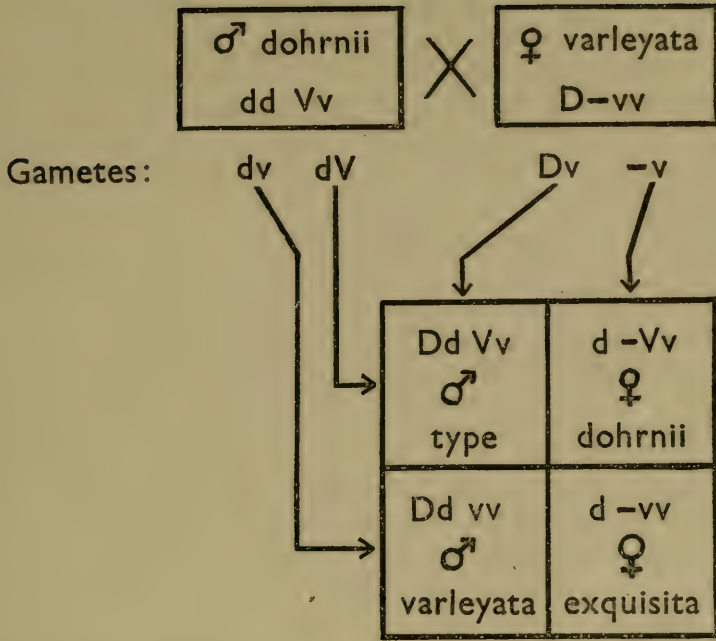 ♂ dohrnii ♀ varleyata
dd Vv D–vv
Gametes: dv dV Dv –v
Dd Vv d –Vv
♂ ♀
type dohrnii
Dd vv d –vv
♂ ♀
varleyata exquisita